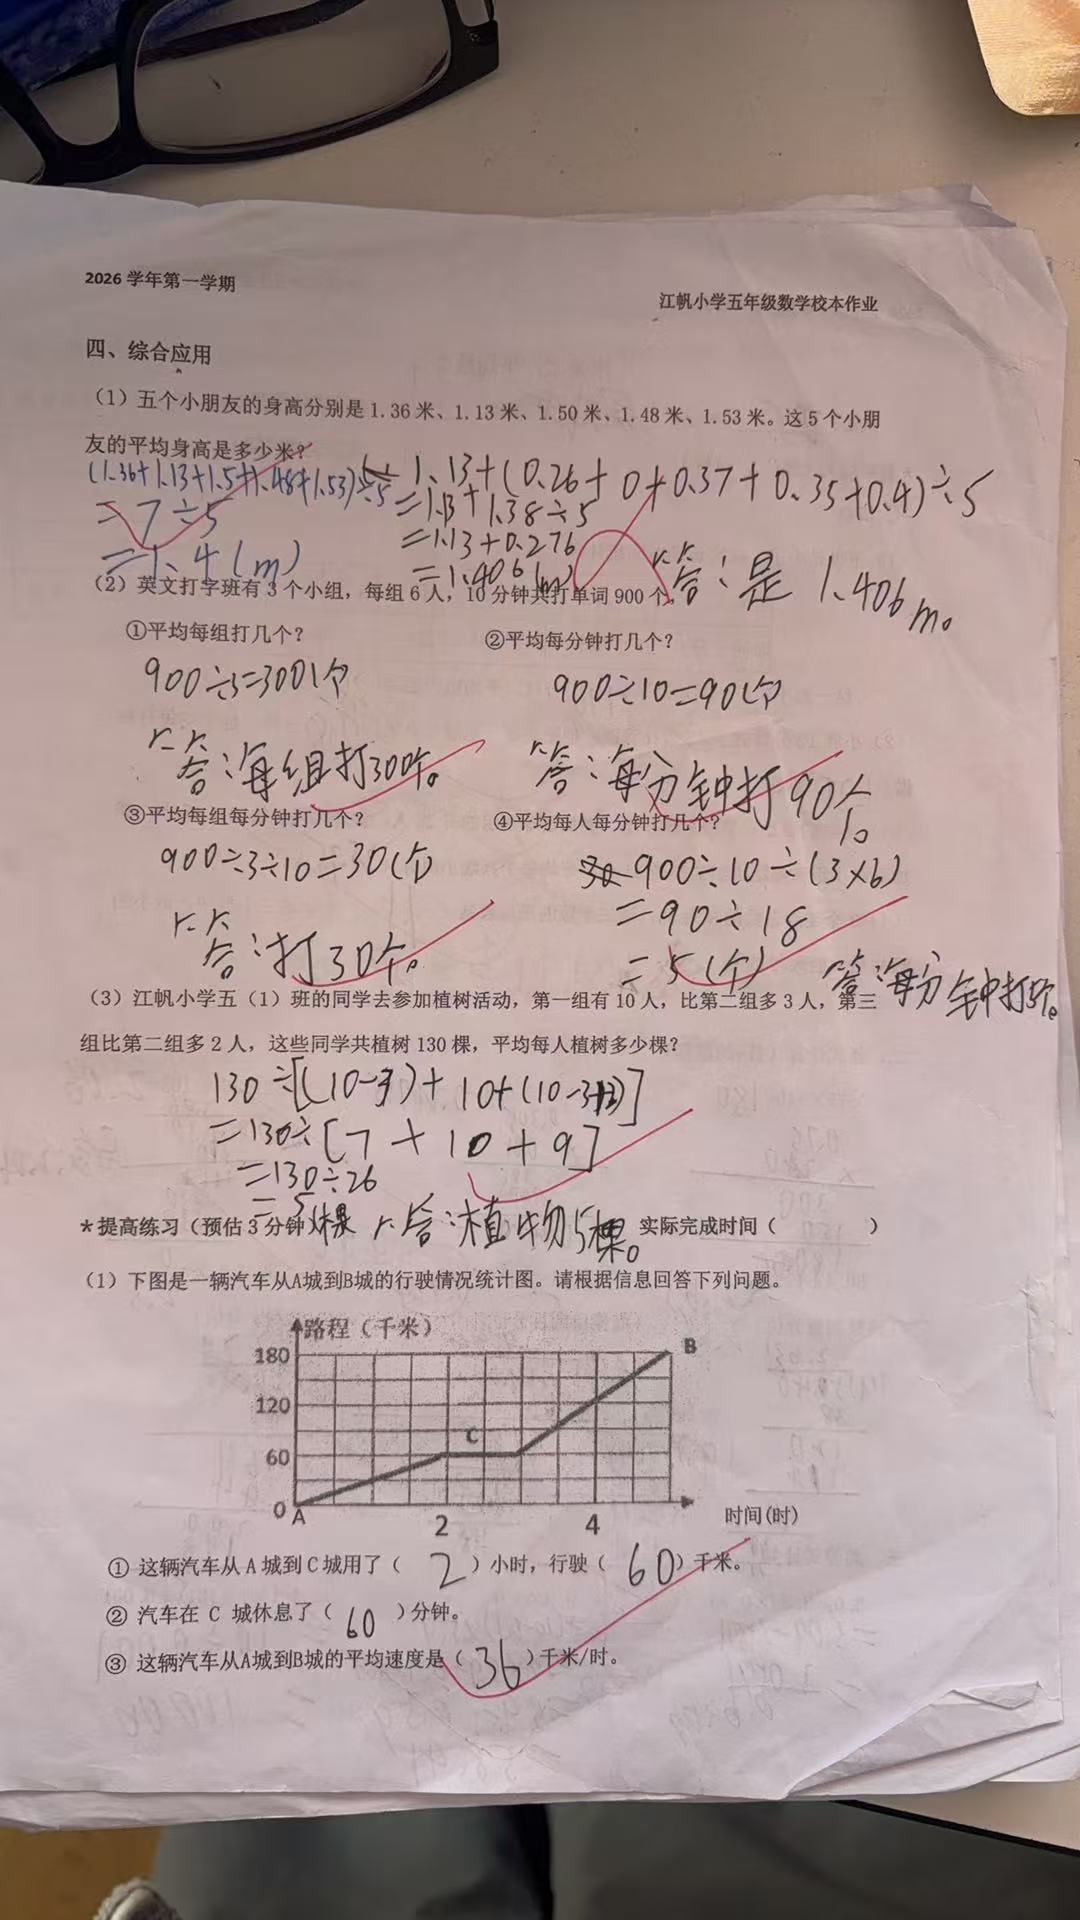 2026 学年第一学期
江帆小学五年级数学校本作业
四、综合应用
（1）五个小朋友的身高分别是 1.36 米、1.13 米、1.50 米、1.48 米、1.53 米。这 5 个小朋
友的平均身高是多少米？
(1.36+1.13+1.5+1.48+1.53)÷5
=7÷5
=1.4(m)
1.13+(0.26+0+0.37+0.35+0.4)÷5
=1.13+1.38÷5
=1.13+0.276
=1.406(m)
答：是 1.406m。
（2）英文打字班有 3 个小组，每组 6 人，10 分钟共打单词 900 个。
①平均每组打几个？ ②平均每分钟打几个？
900÷3=300(个 900÷10=90(个
答：每组打300个。 答：每分钟打90个。
③平均每组每分钟打几个？ ④平均每人每分钟打几个？
900÷3÷10=30(个 900÷10÷(3×6)
=90÷18
答：打30个。 =5(个) 答：每分钟打5个。
（3）江帆小学五（1）班的同学去参加植树活动，第一组有 10 人，比第二组多 3 人，第三
组比第二组多 2 人，这些同学共植树 130 棵，平均每人植树多少棵？
130÷[(10-3)+10+(10-3+2)]
=130÷[7+10+9]
=130÷26
=5(棵 答：植物5棵。
*提高练习（预估 3 分钟 实际完成时间（ ）
（1）下图是一辆汽车从A城到B城的行驶情况统计图。请根据信息回答下列问题。
路程（千米）
180
120
60
0
A
C
B
2
4
时间(时)
① 这辆汽车从 A 城到 C 城用了（ 2 ）小时，行驶（ 60 ）千米。
② 汽车在 C 城休息了（ 60 ）分钟。
③ 这辆汽车从A城到B城的平均速度是（ 36 ）千米/时。